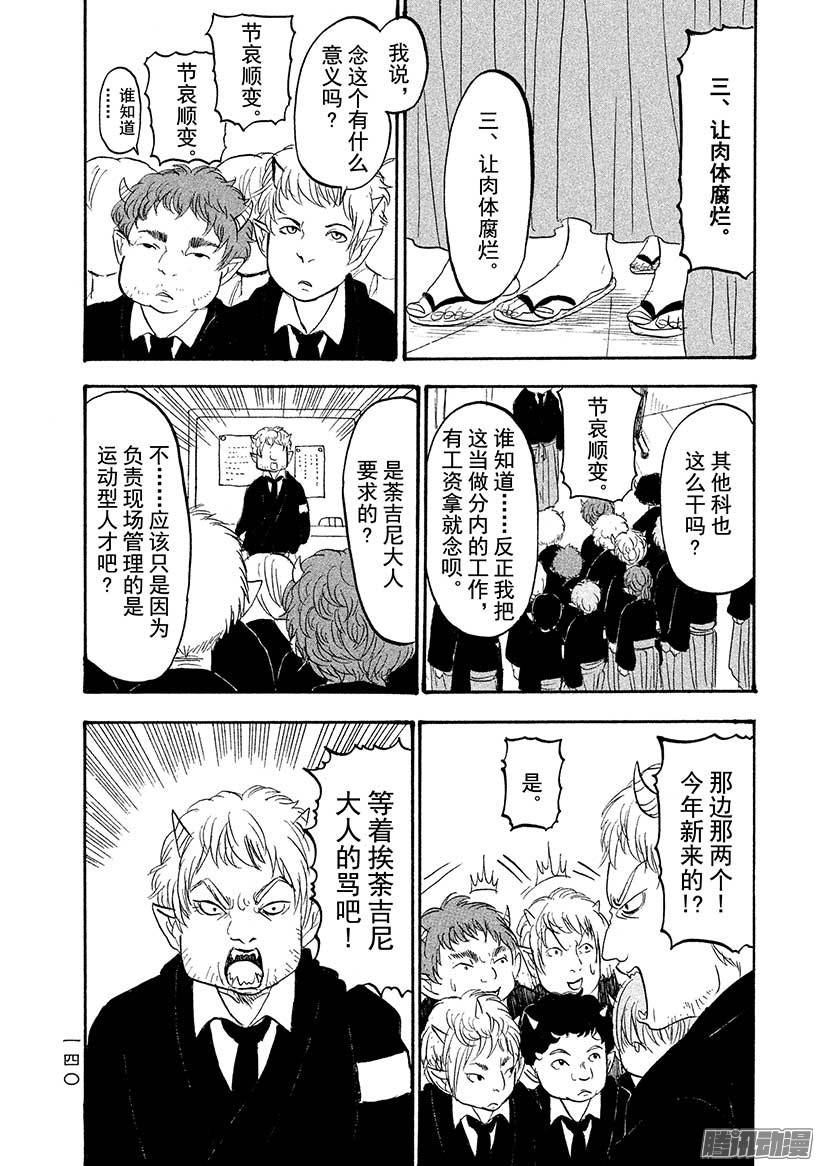 三、让肉体腐烂。
三、让肉体腐烂。
我说，
念这个有什么
意义吗？
节哀顺变。
节哀顺变。
谁知道
……
其他科也
这么干吗？
节哀顺变。
谁知道……反正我把
这当做分内的工作，
有工资拿就念呗。
是荼吉尼大人
要求的？
不……应该只是因为
负责现场管理的是
运动型人才吧？
那边那两个！
今年新来的！？
是。
等着挨荼吉尼
大人的骂吧！
一四〇
腾讯动漫